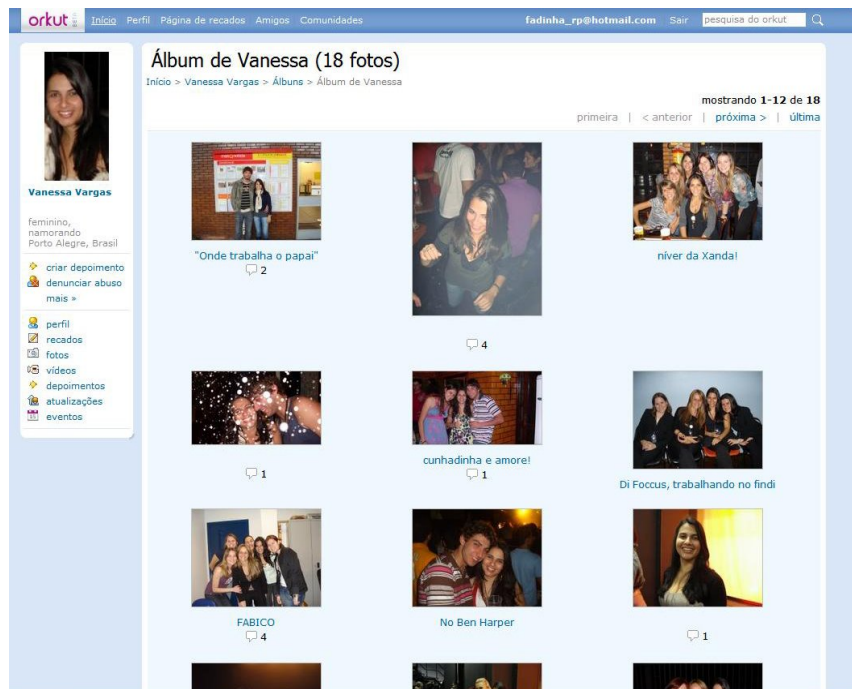 orkut beta Início Perfil Página de recados Amigos Comunidades fadinha_rp@hotmail.com Sair pesquisa do orkut
Álbum de Vanessa (18 fotos)
Início > Vanessa Vargas > Álbuns > Álbum de Vanessa
mostrando 1-12 de 18
primeira | < anterior | próxima > | última
Vanessa Vargas
feminino,
namorando
Porto Alegre, Brasil
criar depoimento
denunciar abuso
mais »
perfil
recados
fotos
vídeos
depoimentos
atualizações
eventos
"Onde trabalha o papai"
2
4
níver da Xanda!
1
cunhadinha e amore!
1
Di Foccus, trabalhando no findi
FABICO
4
No Ben Harper
1